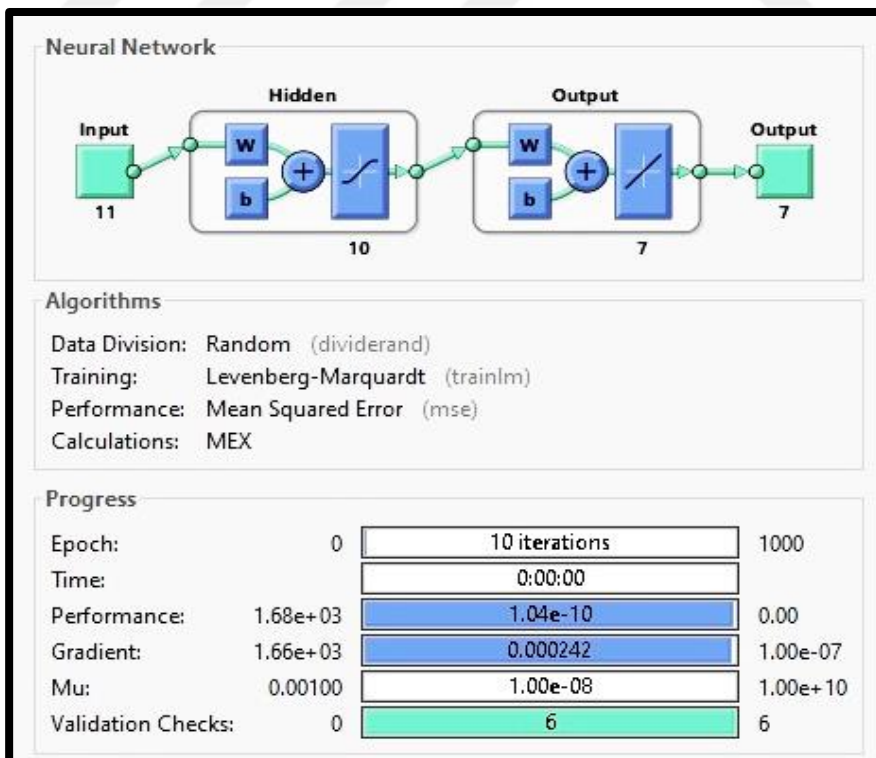 Neural Network
Hidden
Output
Input
Output
W
W
+
+
b
b
11
7
10
7
Algorithms
Data Division: Random (dividerand)
Training: Levenberg-Marquardt (trainlm)
Performance: Mean Squared Error (mse)
Calculations: MEX
Progress
Epoch: 0 10 iterations 1000
Time: 0:00:00
Performance: 1.68e+03 1.04e-10 0.00
Gradient: 1.66e+03 0.000242 1.00e-07
Mu: 0.00100 1.00e-08 1.00e+10
Validation Checks: 0 6 6